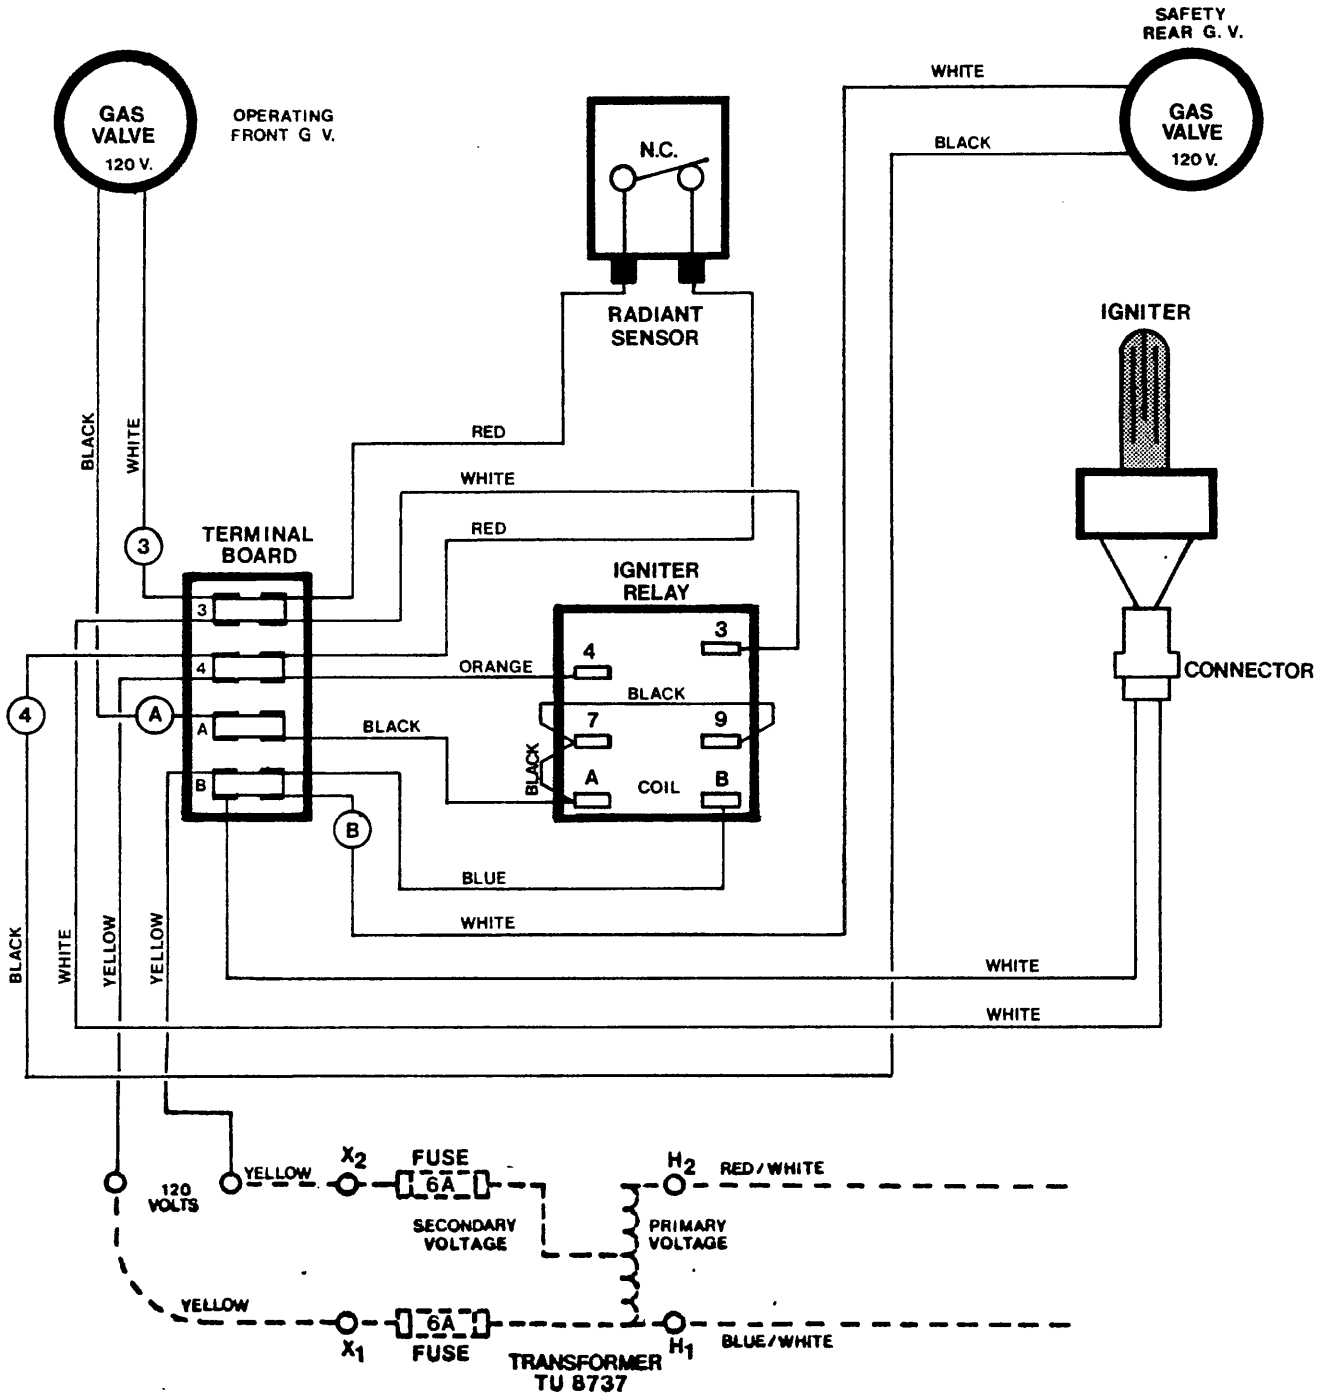 SAFETY
REAR G. V.
WHITE
GAS
VALVE
120 V.
OPERATING
FRONT G V.
N.C.
GAS
VALVE
120 V.
BLACK
RADIANT
SENSOR
IGNITER
BLACK
WHITE
RED
WHITE
3
TERMINAL
BOARD
RED
IGNITER
RELAY
3
4
A
B
4
3
ORANGE
BLACK
CONNECTOR
4
A
BLACK
7
9
BLACK
A
COIL
B
B
BLUE
WHITE
BLACK
WHITE
YELLOW
YELLOW
WHITE
WHITE
120
VOLTS
YELLOW
X2
FUSE
6A
H2
RED/WHITE
SECONDARY
VOLTAGE
PRIMARY
VOLTAGE
YELLOW
X1
6A
FUSE
H1
BLUE/WHITE
TRANSFORMER
TU 8737